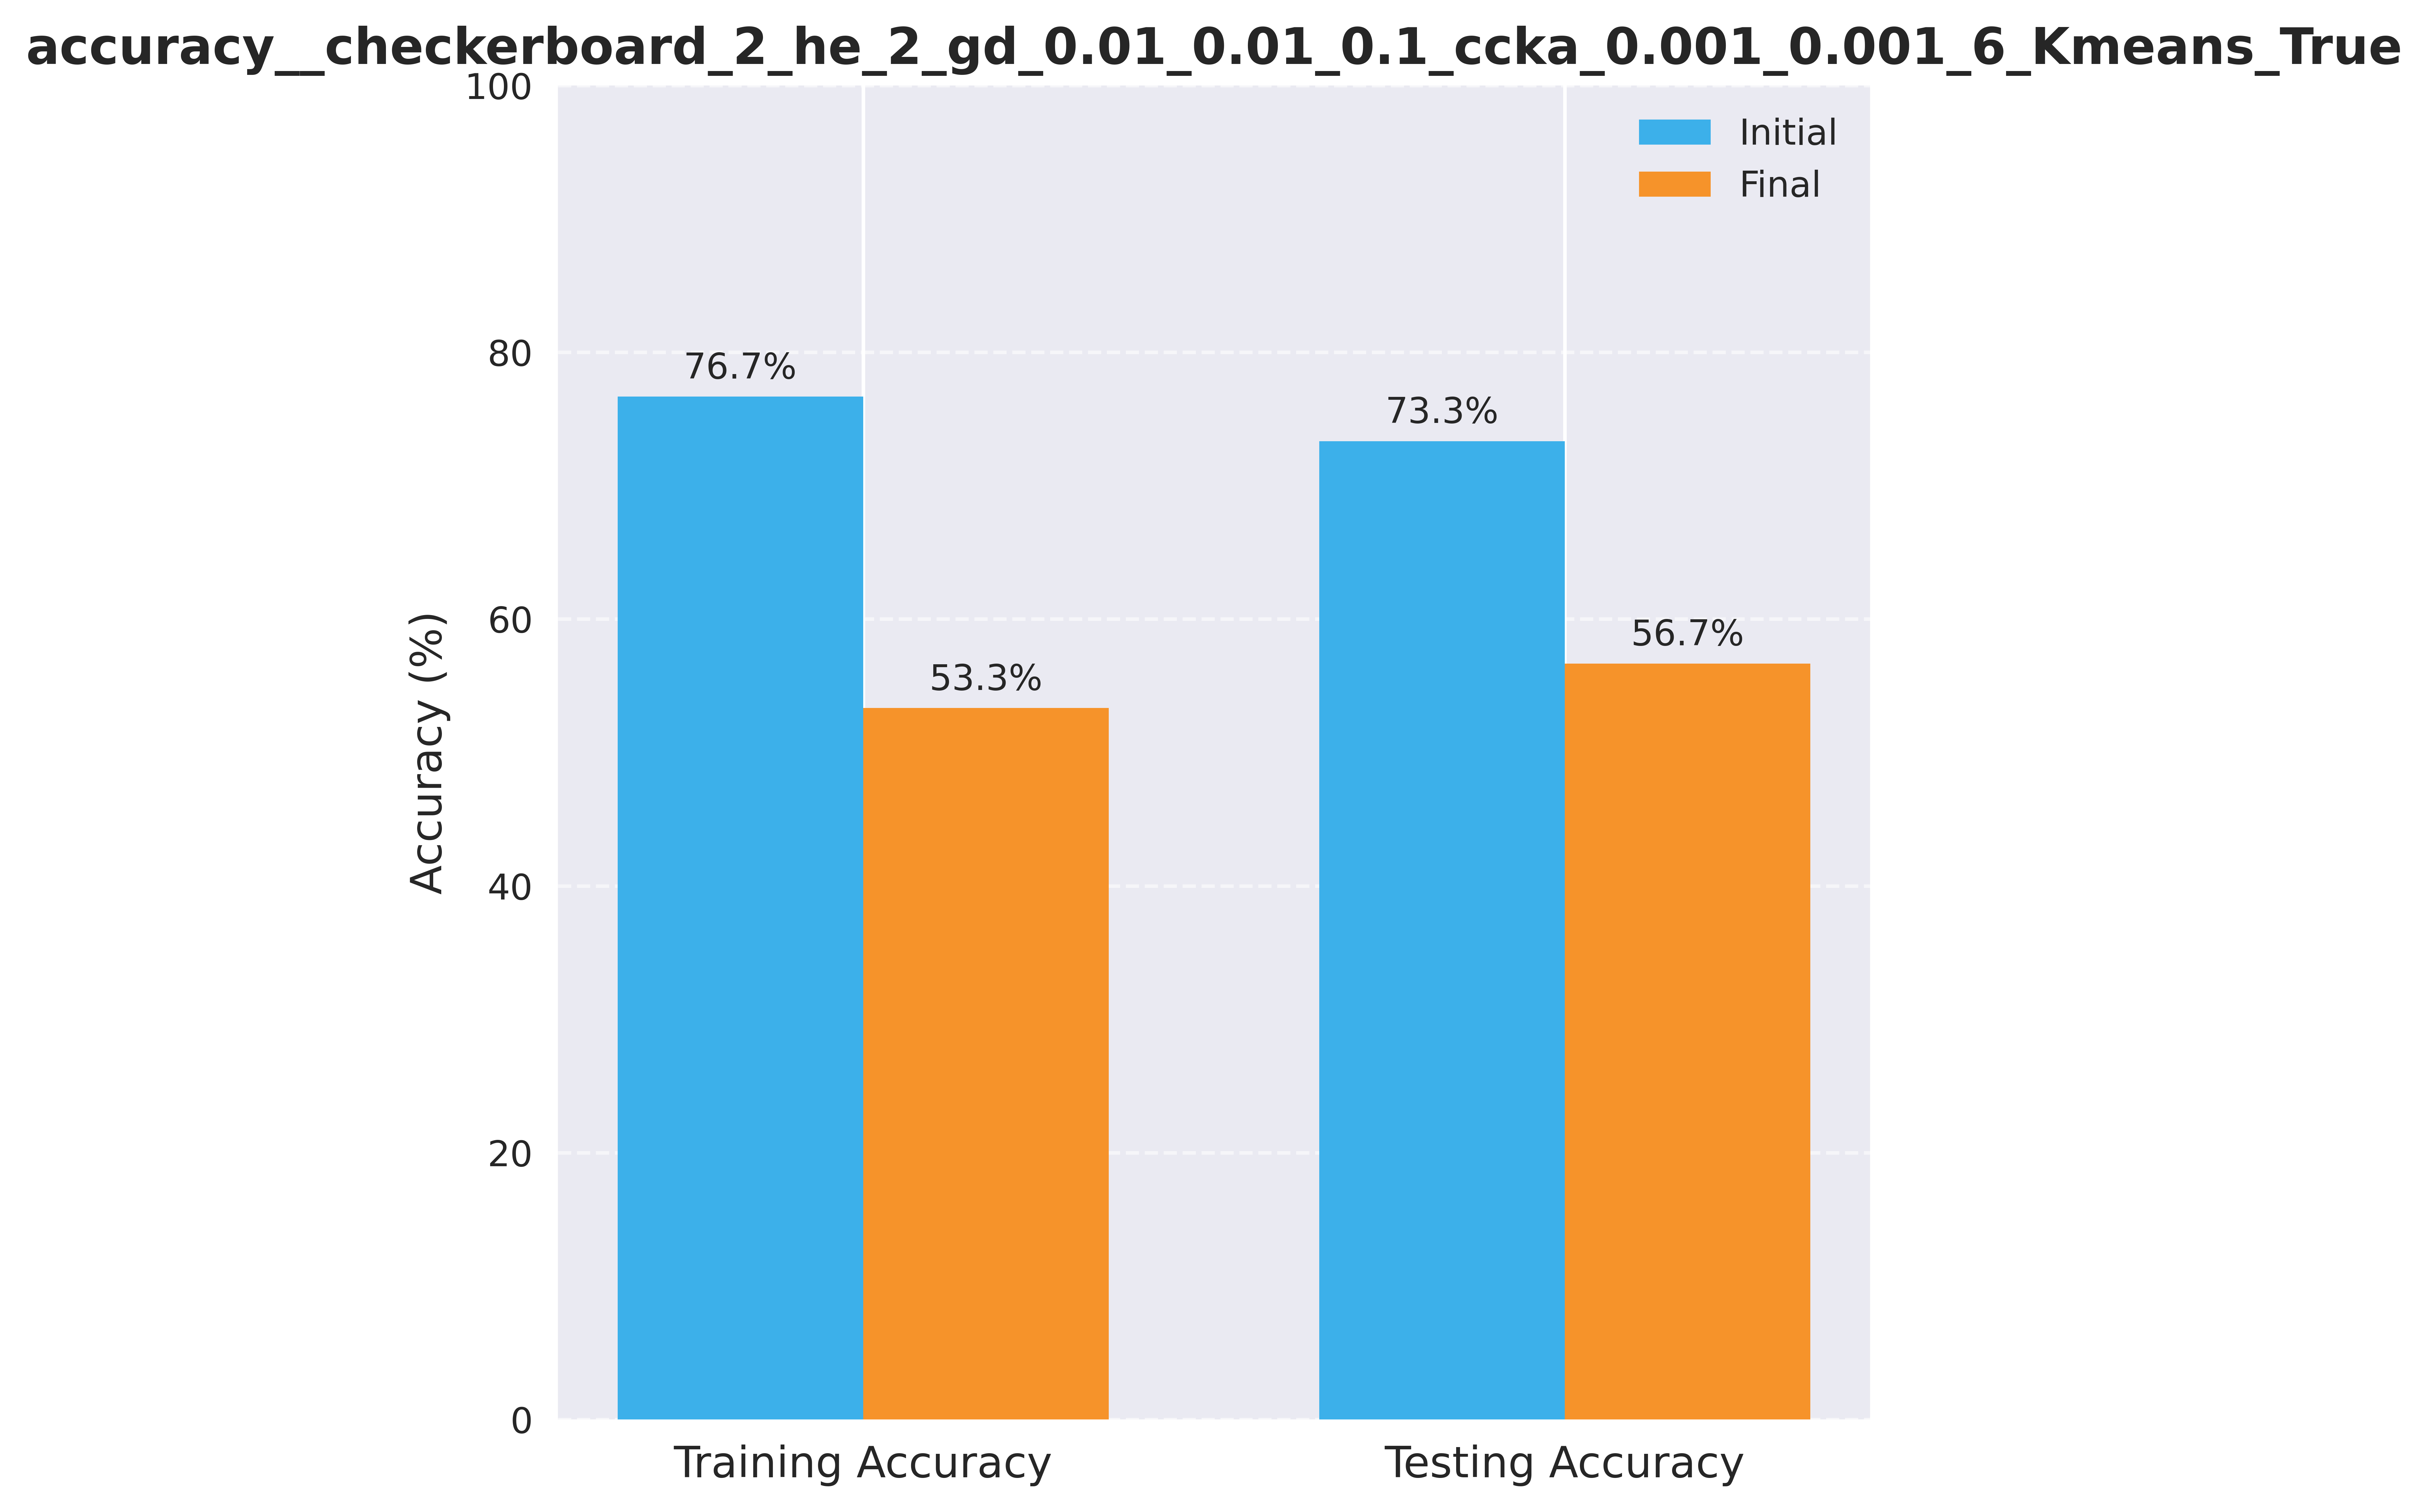 accuracy__checkerboard_2_he_2_gd_0.01_0.01_0.1_ccka_0.001_0.001_6_Kmeans_True
100
80
60
40
20
0
Accuracy (%)
Initial
Final
76.7%
53.3%
73.3%
56.7%
Training Accuracy
Testing Accuracy